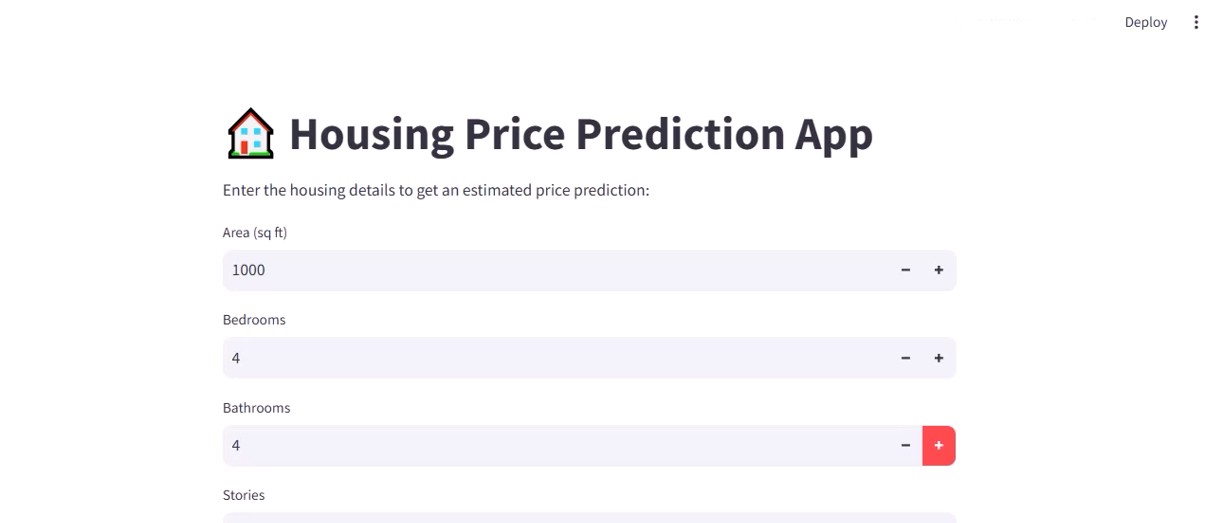 Deploy
Housing Price Prediction App
Enter the housing details to get an estimated price prediction:
Area (sq ft)
1000
Bedrooms
4
Bathrooms
4
Stories